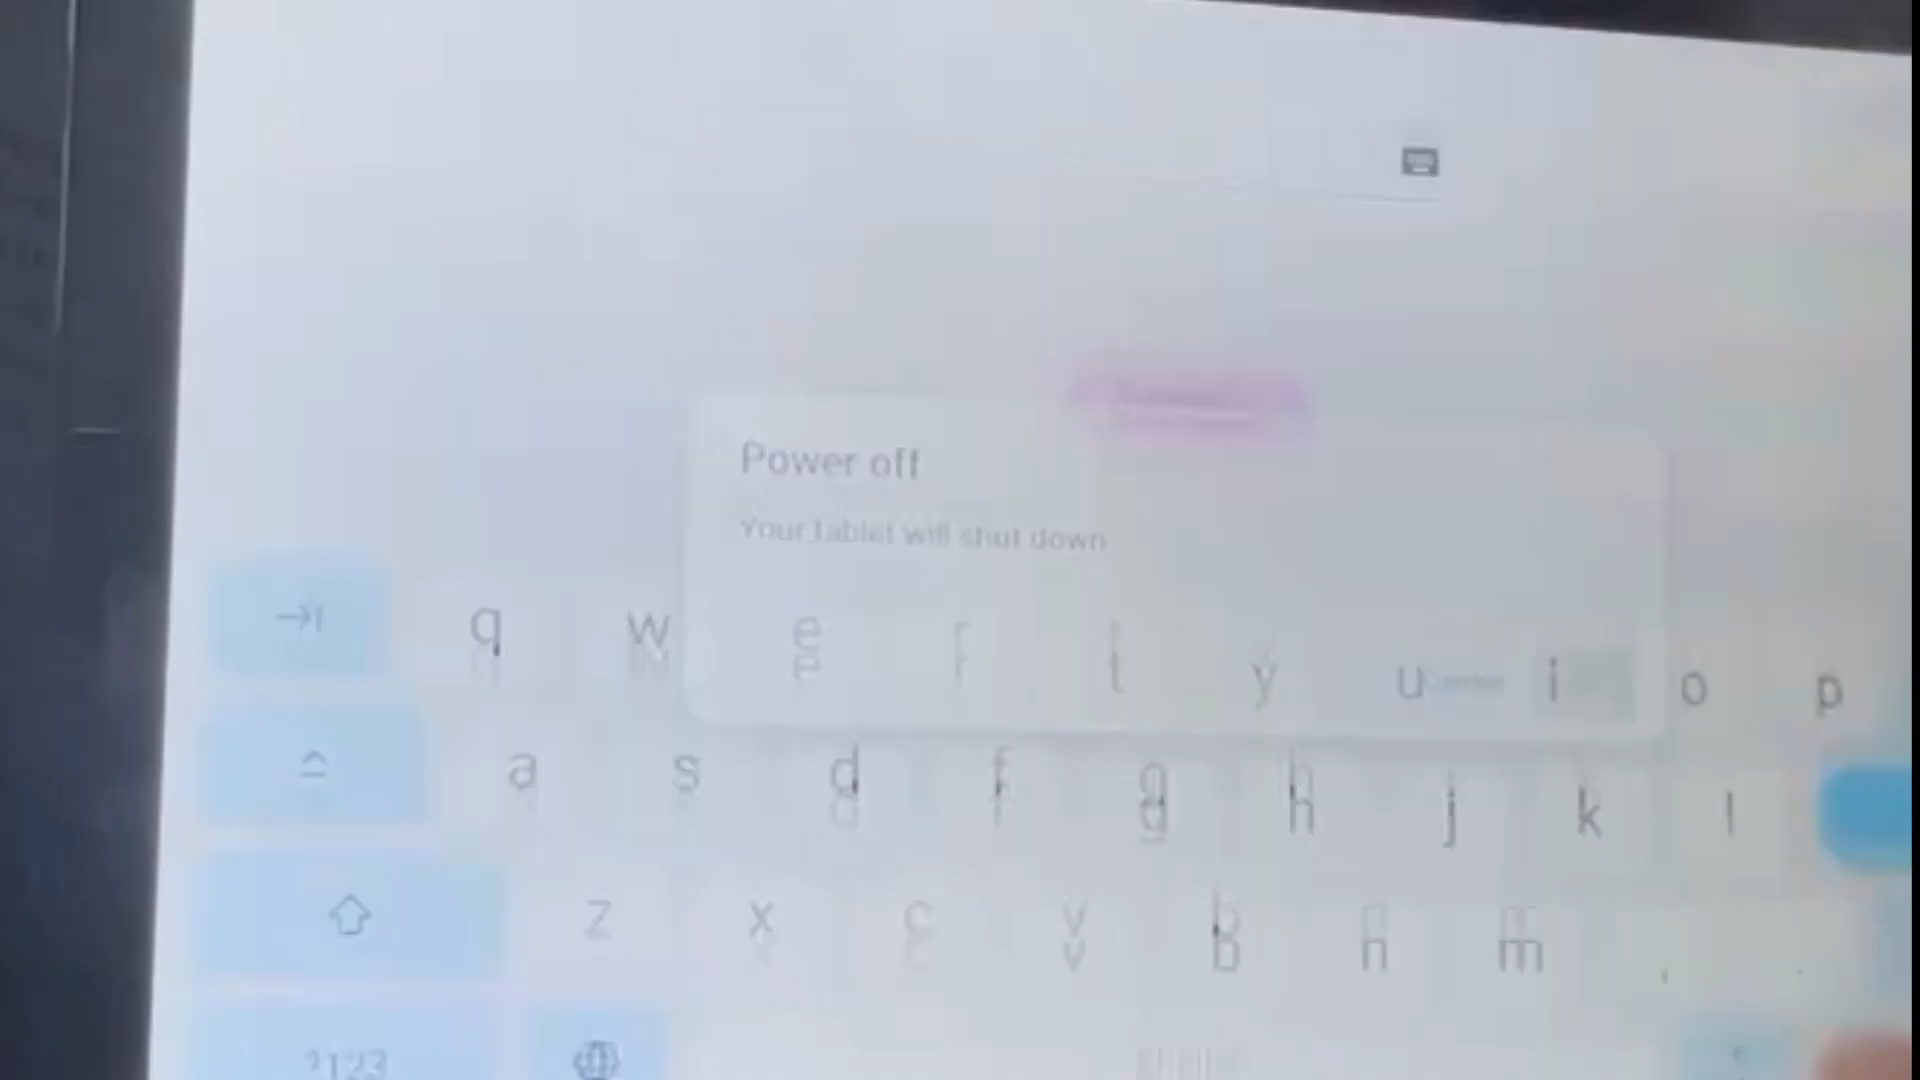 Power off
Your tablet will shut down
q w e r t y u i o p
a s d f g h j k l
z x c v b n m , .
?123